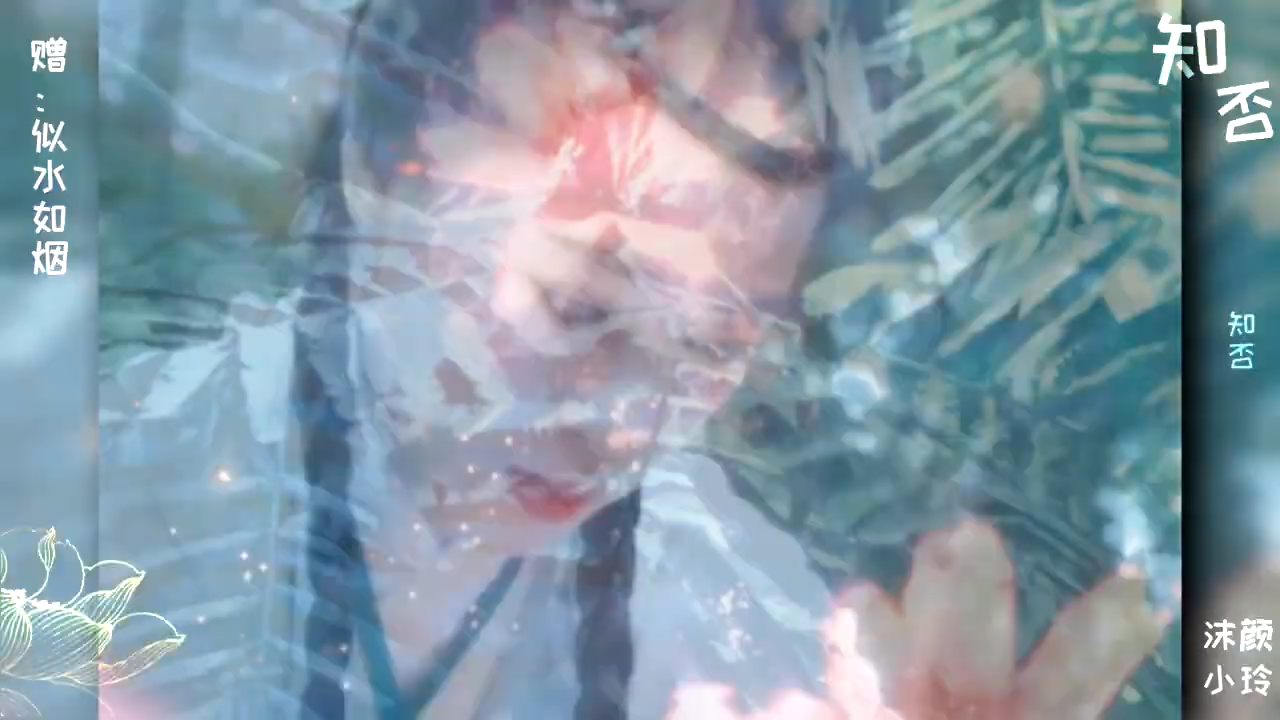 赠：似水如烟
知否
知否
沫颜
小玲